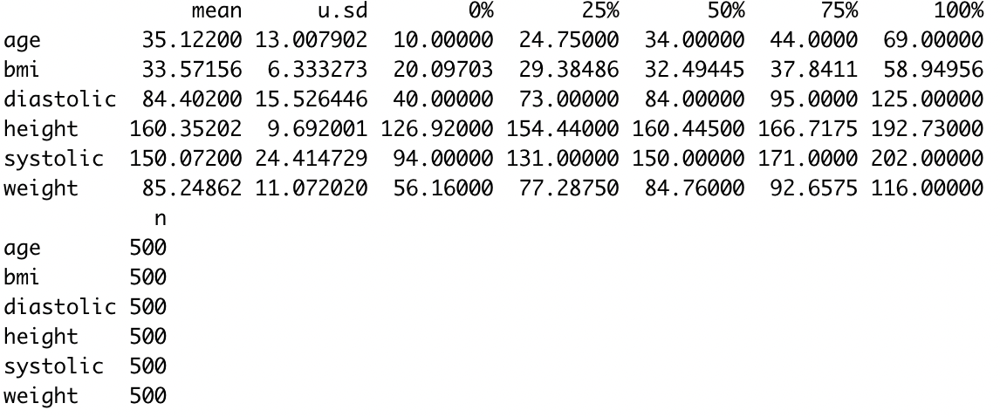 mean u.sd 0% 25% 50% 75% 100%
age 35.12200 13.007902 10.00000 24.75000 34.00000 44.0000 69.00000
bmi 33.57156 6.333273 20.09703 29.38486 32.49445 37.8411 58.94956
diastolic 84.40200 15.526446 40.00000 73.00000 84.00000 95.0000 125.00000
height 160.35202 9.692001 126.92000 154.44000 160.44500 166.7175 192.73000
systolic 150.07200 24.414729 94.00000 131.00000 150.00000 171.0000 202.00000
weight 85.24862 11.072020 56.16000 77.28750 84.76000 92.6575 116.00000
n
age 500
bmi 500
diastolic 500
height 500
systolic 500
weight 500